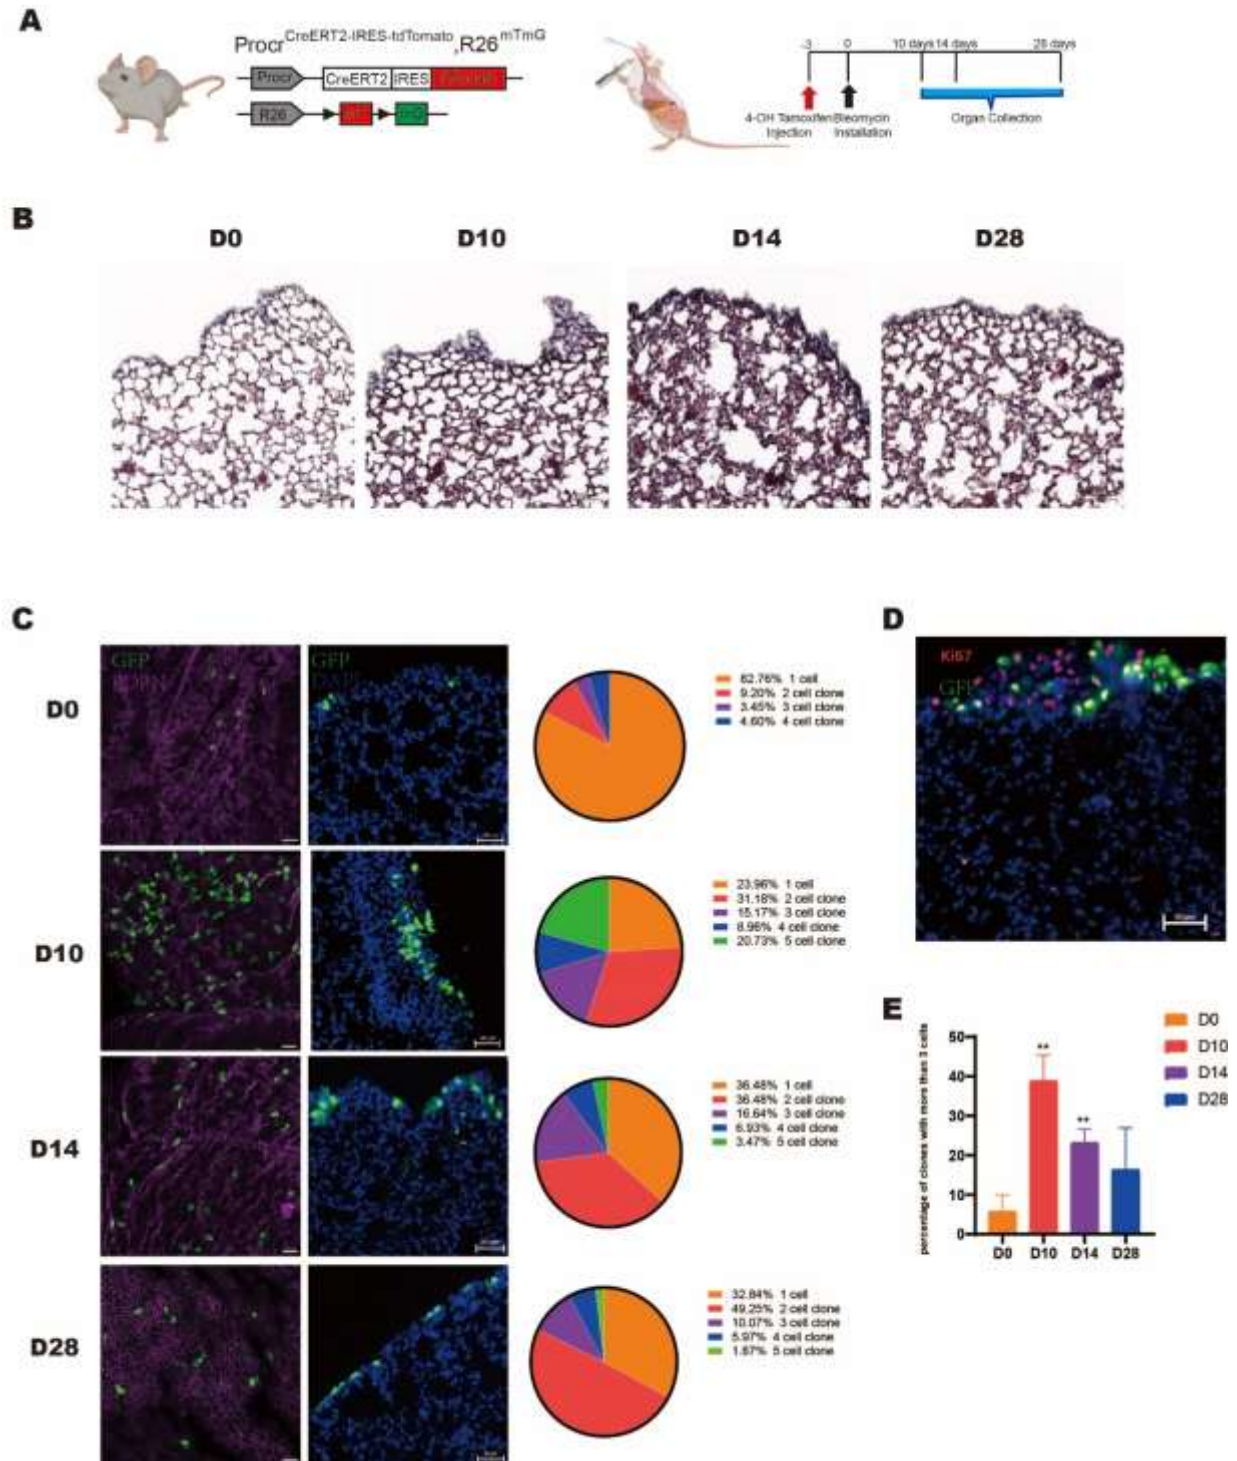 A
Procr CreERT2-IRES-tdTomato ,R26 mTmG
Procr CreERT2 IRES
R26 mG
-3 0 10 days 14 days 28 days
4-OH Tamoxifen Bleomycin
Injection Installation
Organ Collection
B
D0 D10 D14 D28
C
D0
GFP
GFP
DAPI
82.76% 1 cell
9.20% 2 cell clone
3.45% 3 cell clone
4.60% 4 cell clone
D10
23.96% 1 cell
31.18% 2 cell clone
15.17% 3 cell clone
8.96% 4 cell clone
20.73% 5 cell clone
D14
36.48% 1 cell
36.48% 2 cell clone
16.64% 3 cell clone
6.93% 4 cell clone
3.47% 5 cell clone
D28
32.84% 1 cell
49.25% 2 cell clone
10.07% 3 cell clone
5.97% 4 cell clone
1.87% 5 cell clone
D
Ki67
GFP
E
percentage of clones with more than 3 cells
50
40
30
20
10
0
** **
D0 D10 D14 D28
D0
D10
D14
D28